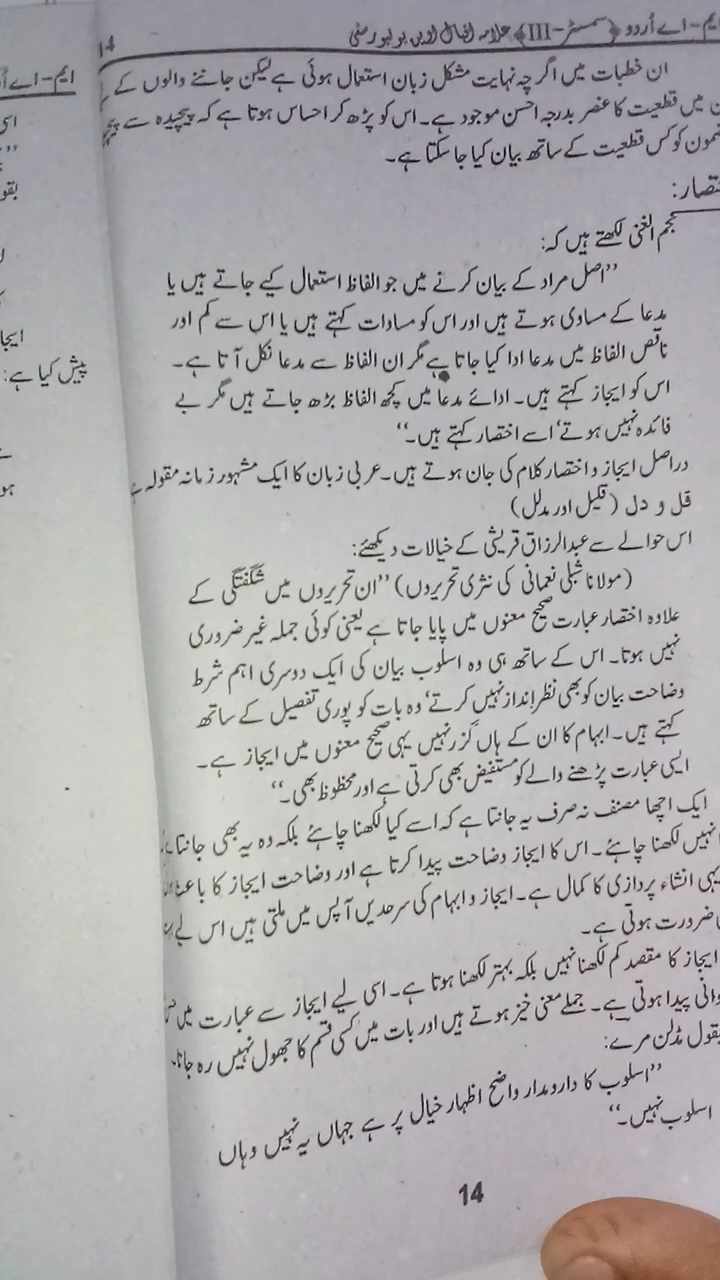 ایم-اے اُردو (سمسٹر-III) علامہ اقبال اوپن یونیورسٹی
14
ان خطبات میں اگرچہ نہایت مشکل زبان استعمال ہوئی ہے لیکن جاننے والوں کے
میں قطعیت کا عنصر بدرجہ احسن موجود ہے۔ اس کو پڑھ کر احساس ہوتا ہے کہ پیچیدہ سے
کو کس قطعیت کے ساتھ بیان کیا جا سکتا ہے۔
نجم الغنی لکھتے ہیں کہ:
’’اصل مراد کے بیان کرنے میں جو الفاظ استعمال کیے جاتے ہیں یا
مدعا کے مساوی ہوتے ہیں اور اس کو مساوات کہتے ہیں یا اس سے کم اور
ناقص الفاظ میں مدعا ادا کیا جاتا ہے مگر ان الفاظ سے مدعا نکل آتا ہے۔
اس کو ایجاز کہتے ہیں۔ ادائے مدعا میں کچھ الفاظ بڑھ جاتے ہیں مگر بے
فائدہ نہیں ہوتے‘ اسے اختصار کہتے ہیں۔‘‘
دراصل ایجاز و اختصار کلام کی جان ہوتے ہیں۔ عربی زبان کا ایک مشہور زمانہ مقولہ
قل و دل (قلیل اور مدلل)
اس حوالے سے عبدالرزاق قریشی کے خیالات دیکھئے:
(مولانا شبلی نعمانی کی نثری تحریروں) ’’ان تحریروں میں شگفتگی کے
علاوہ اختصار عبارت صحیح معنوں میں پایا جاتا ہے یعنی کوئی جملہ غیر ضروری
نہیں ہوتا۔ اس کے ساتھ ہی وہ اسلوب بیان کی ایک دوسری اہم شرط
وضاحت بیان کو بھی نظر انداز نہیں کرتے‘ وہ بات کو پوری تفصیل کے ساتھ
کہتے ہیں۔ ابہام کا ان کے ہاں گزر نہیں یہی صحیح معنوں میں ایجاز ہے۔
ایسی عبارت پڑھنے والے کو مستفیض بھی کرتی ہے اور محظوظ بھی۔‘‘
ایک اچھا مصنف نہ صرف یہ جانتا ہے کہ اسے کیا لکھنا چاہئے بلکہ وہ یہ بھی جانتا
نہیں لکھنا چاہئے۔ اس کا ایجاز وضاحت پیدا کرتا ہے اور وضاحت ایجاز کا باعث
یہی انشاء پردازی کا کمال ہے۔ ایجاز و ابہام کی سرحدیں آپس میں ملتی ہیں اس لیے
ضرورت ہوتی ہے۔
ایجاز کا مقصد کم لکھنا نہیں بلکہ بہتر لکھنا ہوتا ہے۔ اسی لیے ایجاز سے عبارت میں
پیدا ہوتی ہے۔ جملے معنی خیز ہوتے ہیں اور بات میں کسی قسم کا جھول نہیں رہ جاتا۔
بقول مڈلن مرے:
’’اسلوب کا دارومدار واضح اظہار خیال پر ہے جہاں یہ نہیں وہاں
اسلوب نہیں۔‘‘
14
ایم-اے
پیش کیا ہے: